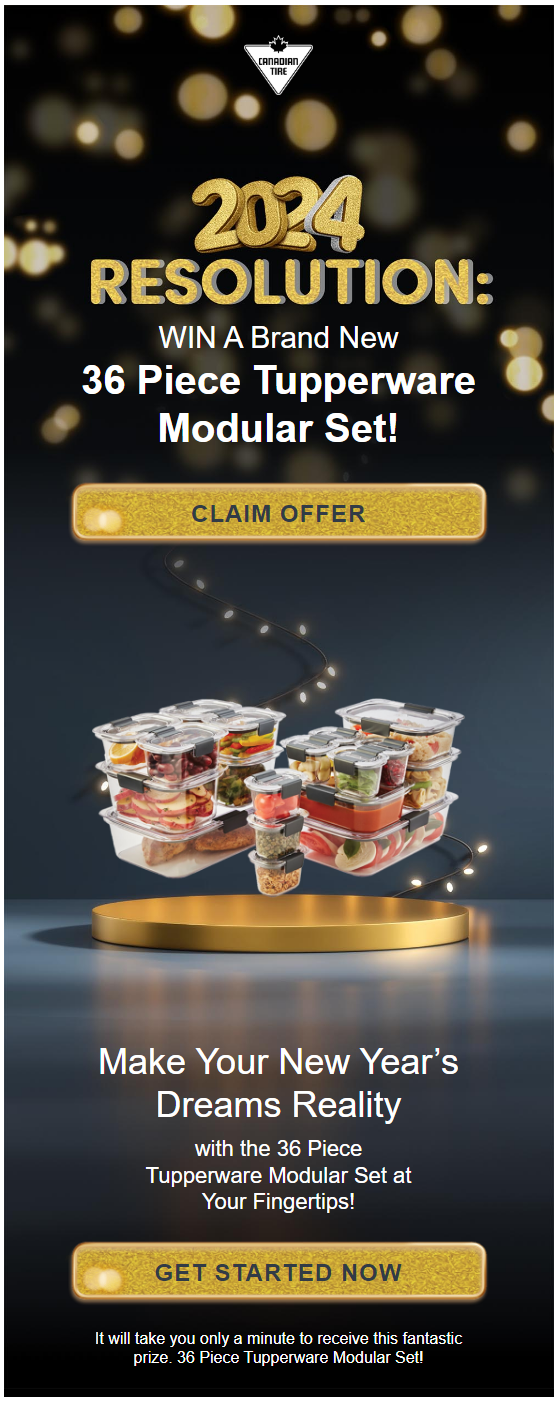 CANADIAN
TIRE
2024
RESOLUTION:
WIN A Brand New
36 Piece Tupperware
Modular Set!
CLAIM OFFER
Make Your New Year’s
Dreams Reality
with the 36 Piece
Tupperware Modular Set at
Your Fingertips!
GET STARTED NOW
It will take you only a minute to receive this fantastic
prize. 36 Piece Tupperware Modular Set!